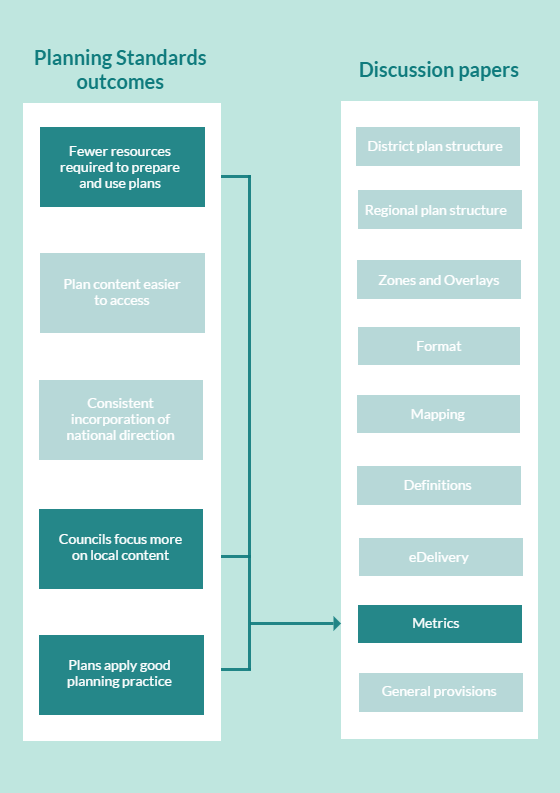 Planning Standards
outcomes
Fewer resources
required to prepare
and use plans
Plan content easier
to access
Consistent
incorporation of
national direction
Councils focus more
on local content
Plans apply good
planning practice
Discussion papers
District plan structure
Regional plan structure
Zones and Overlays
Format
Mapping
Definitions
eDelivery
Metrics
General provisions